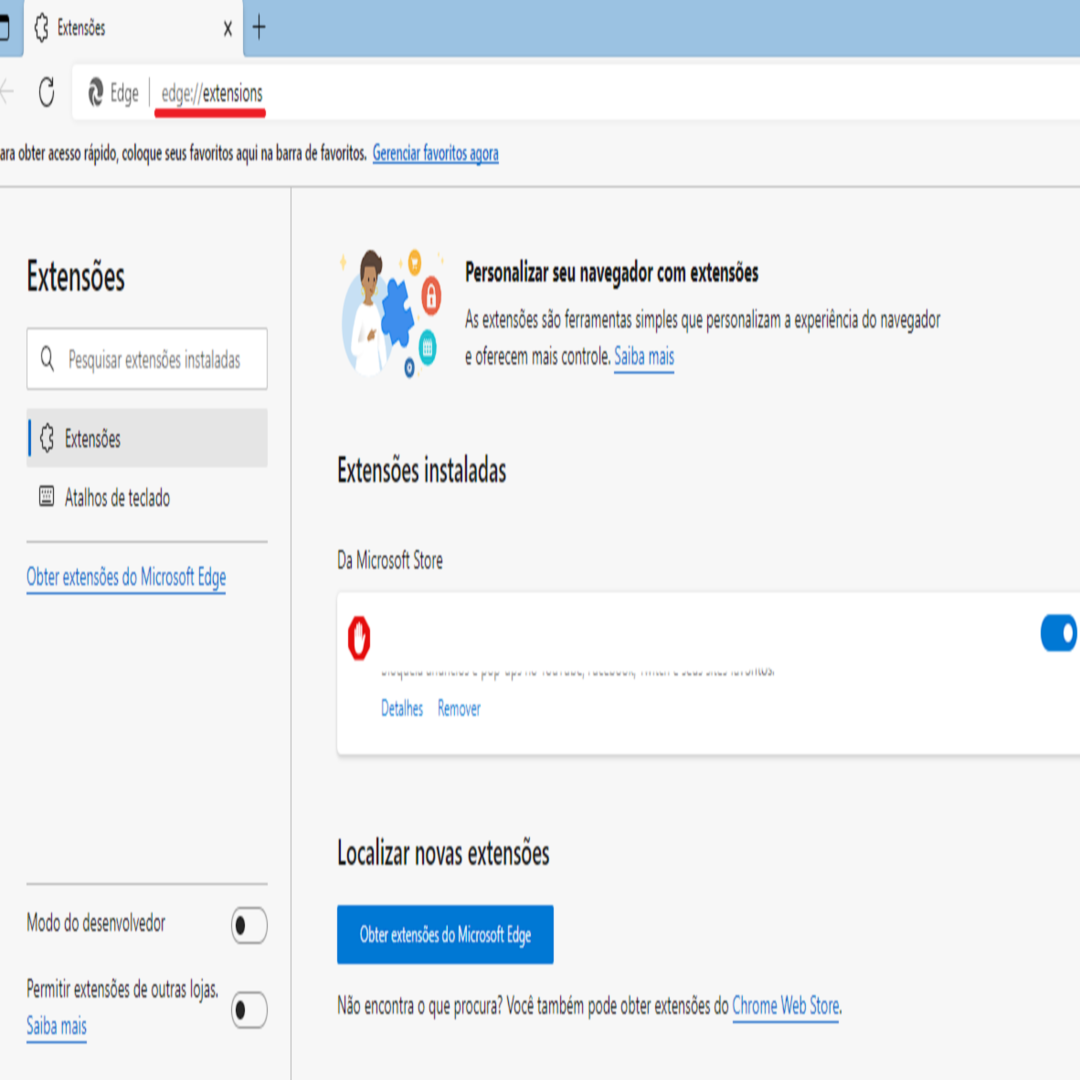 Extensões
Edge
edge://extensions
ara obter acesso rápido, coloque seus favoritos aqui na barra de favoritos. Gerenciar favoritos agora
Extensões
Pesquisar extensões instaladas
Extensões
Atalhos de teclado
Obter extensões do Microsoft Edge
Modo do desenvolvedor
Permitir extensões de outras lojas.
Saiba mais
Personalizar seu navegador com extensões
As extensões são ferramentas simples que personalizam a experiência do navegador
e oferecem mais controle. Saiba mais
Extensões instaladas
Da Microsoft Store
Detalhes Remover
Localizar novas extensões
Obter extensões do Microsoft Edge
Não encontra o que procura? Você também pode obter extensões do Chrome Web Store.